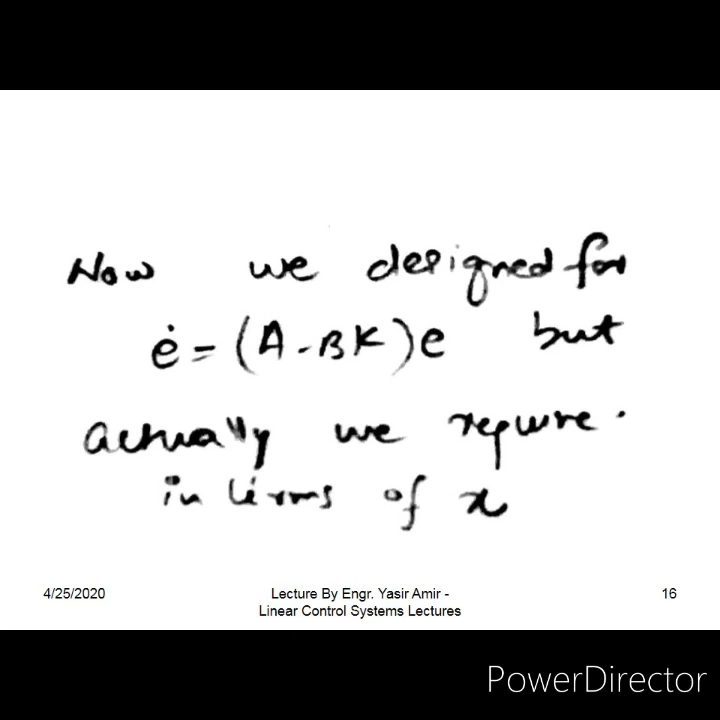 Now we designed for
ė = (A - BK)e but
actually we require.
in terms of x
4/25/2020
Lecture By Engr. Yasir Amir -
Linear Control Systems Lectures
16
PowerDirector